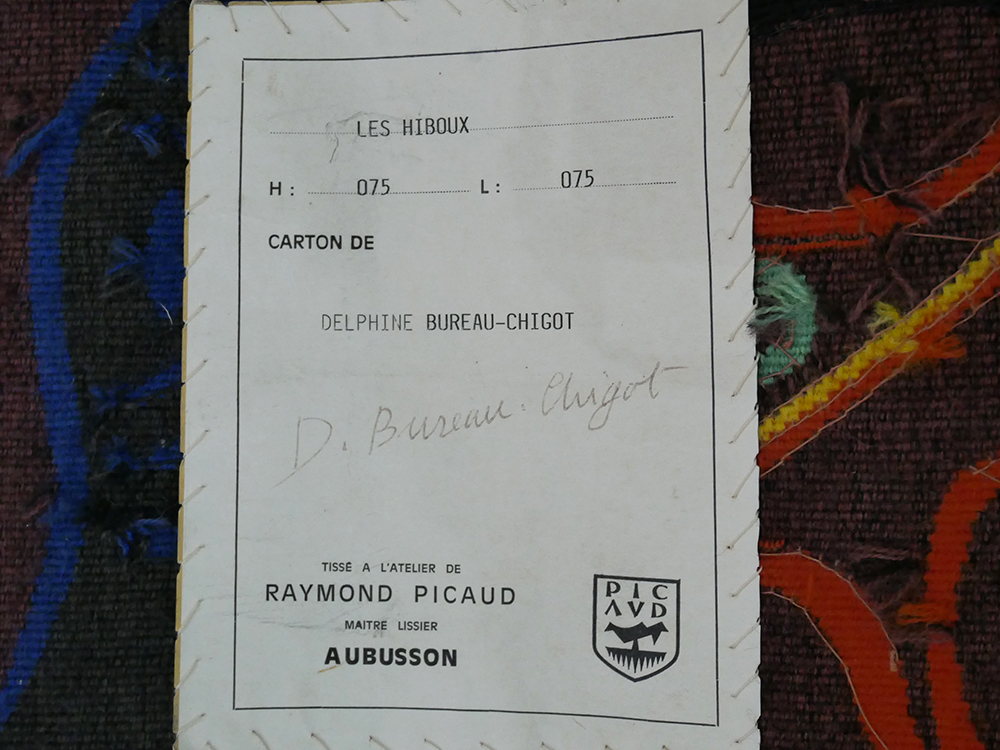 LES HIBOUX
H : 075 L : 075
CARTON DE
DELPHINE BUREAU-CHIGOT
D. Bureau-Chigot
TISSÉ A L'ATELIER DE
RAYMOND PICAUD
MAITRE LISSIER
AUBUSSON
PIC
AUD